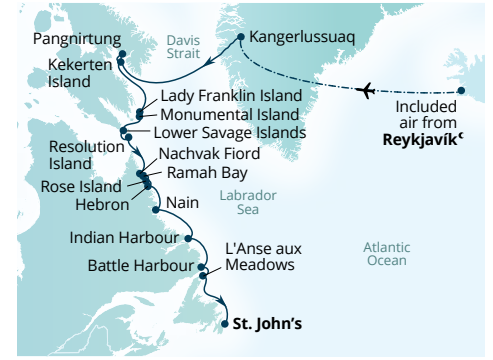 Pangnirtung
Davis
Strait
Kangerlussuaq
Kekerten
Island
Lady Franklin Island
Monumental Island
Lower Savage Islands
Included
air from
Reykjavík‘
Resolution
Island
Nachvak Fiord
Ramah Bay
Rose Island
Hebron
Labrador
Sea
Nain
Indian Harbour
Atlantic
Ocean
L'Anse aux
Meadows
Battle Harbour
St. John's